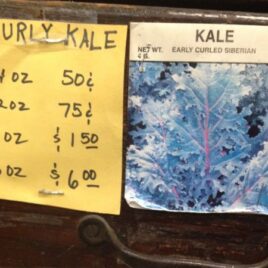 URLY KALE
OZ 50¢
OZ 75¢
OZ $1.50
OZ $6.00
KALE
NET WT. EARLY CURLED SIBERIAN